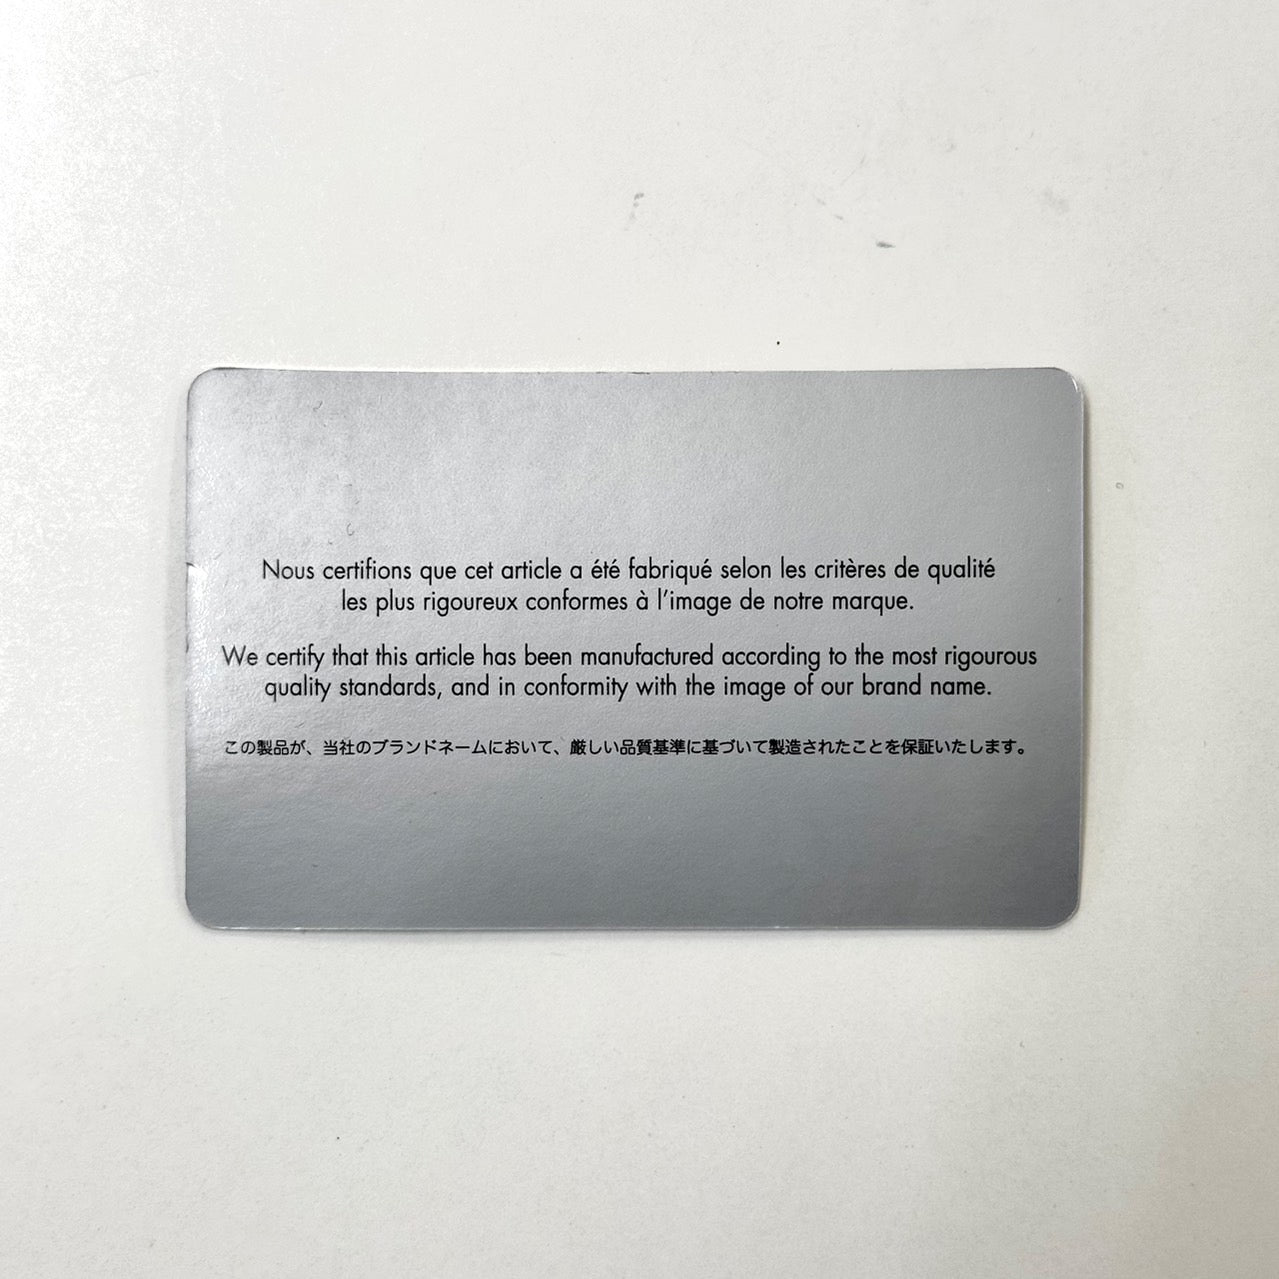 Nous certifions que cet article a été fabriqué selon les critères de qualité
les plus rigoureux conformes à l'image de notre marque.
We certify that this article has been manufactured according to the most rigourous
quality standards, and in conformity with the image of our brand name.
この製品が、当社のブランドネームにおいて、厳しい品質基準に基づいて製造されたことを保証いたします。